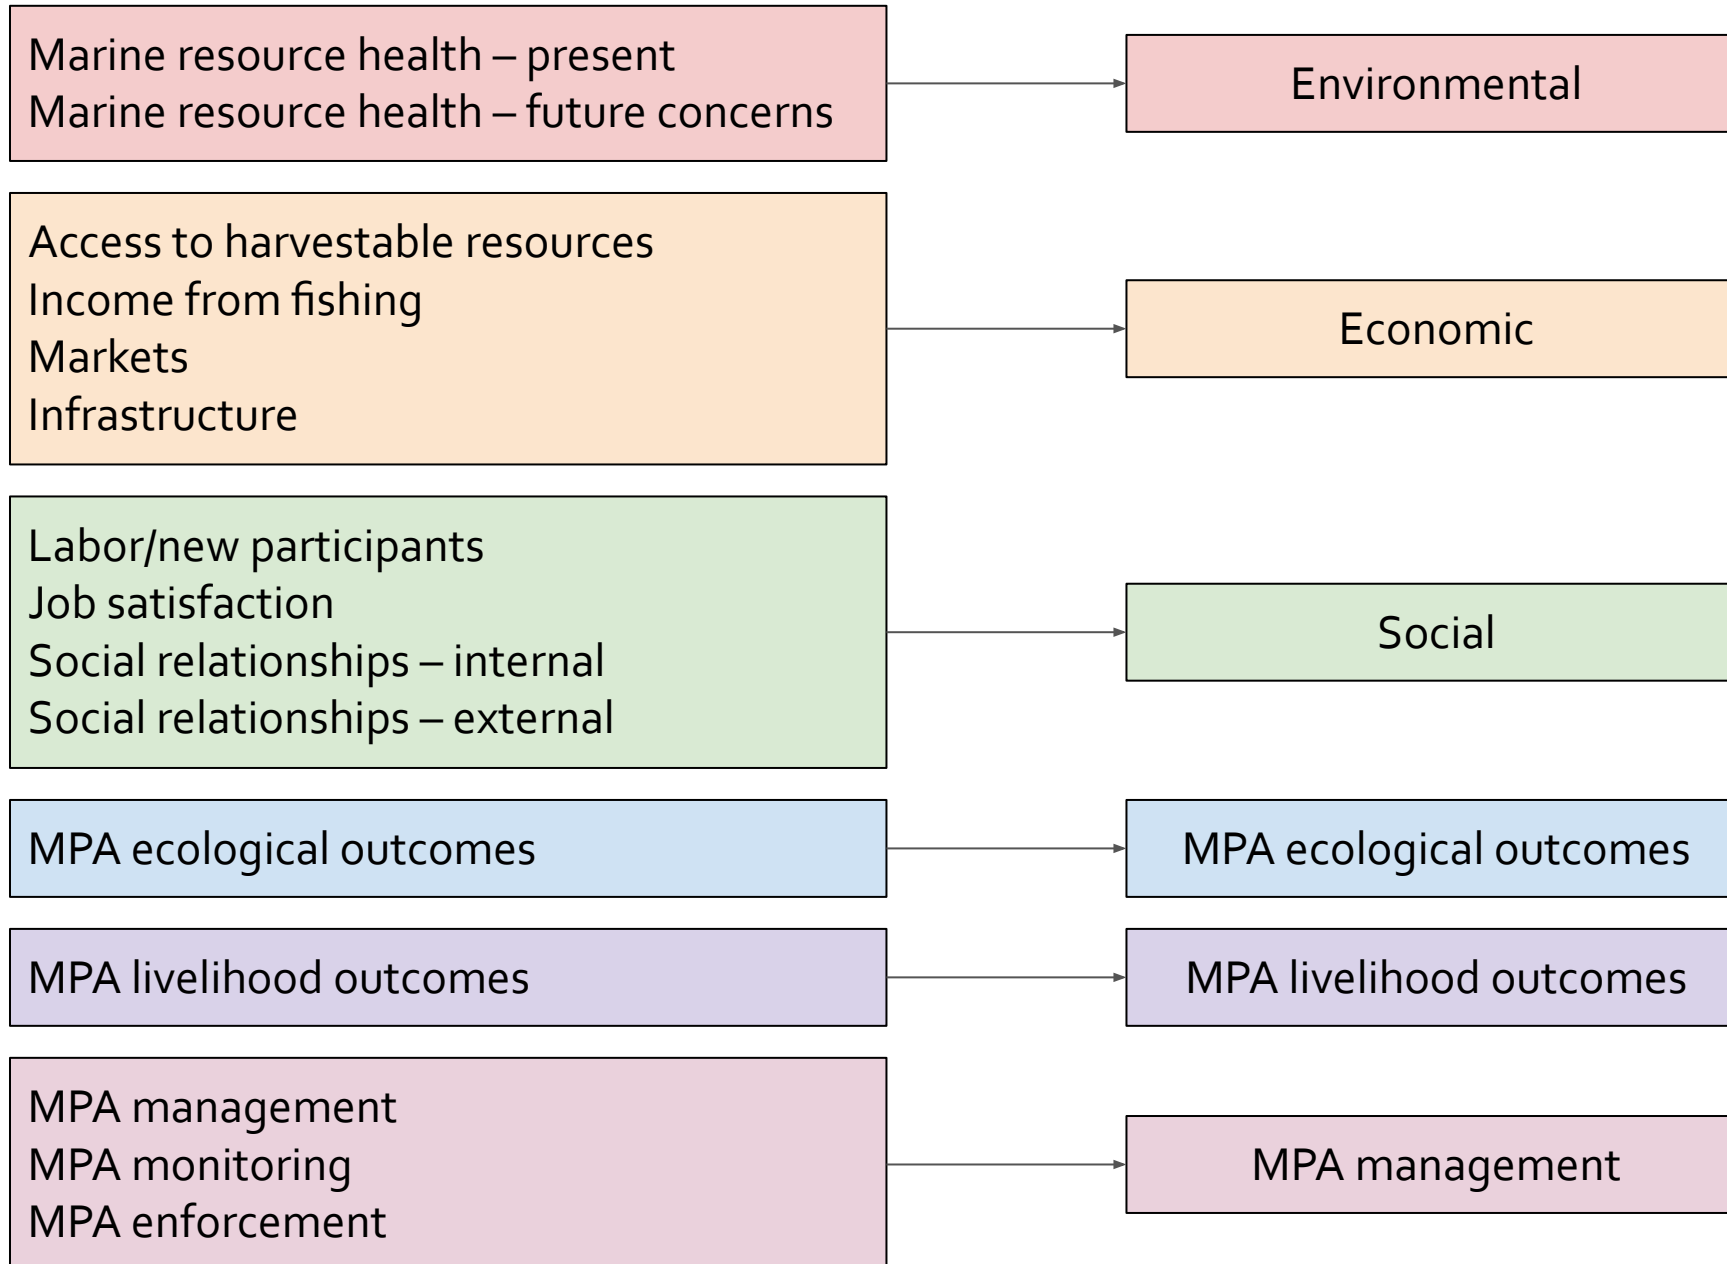 Marine resource health – present
Marine resource health – future concerns
Environmental
Access to harvestable resources
Income from fishing
Markets
Infrastructure
Economic
Labor/new participants
Job satisfaction
Social relationships – internal
Social relationships – external
Social
MPA ecological outcomes
MPA ecological outcomes
MPA livelihood outcomes
MPA livelihood outcomes
MPA management
MPA monitoring
MPA enforcement
MPA management